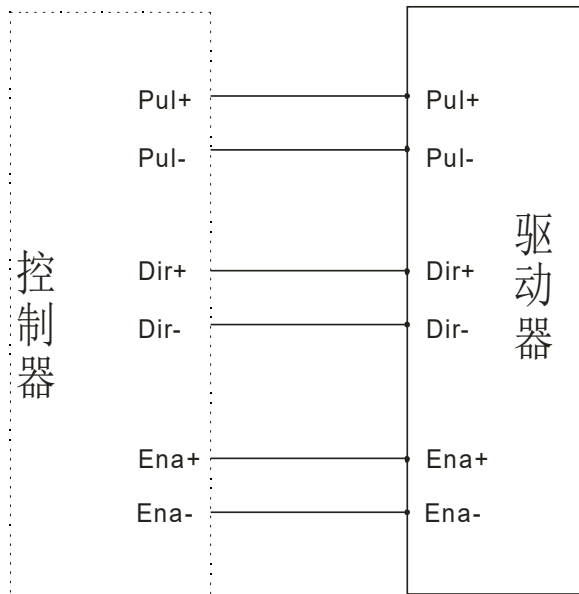 控制器
Pul+
Pul-
Dir+
Dir-
Ena+
Ena-
Pul+
Pul-
Dir+
Dir-
Ena+
Ena-
驱动器